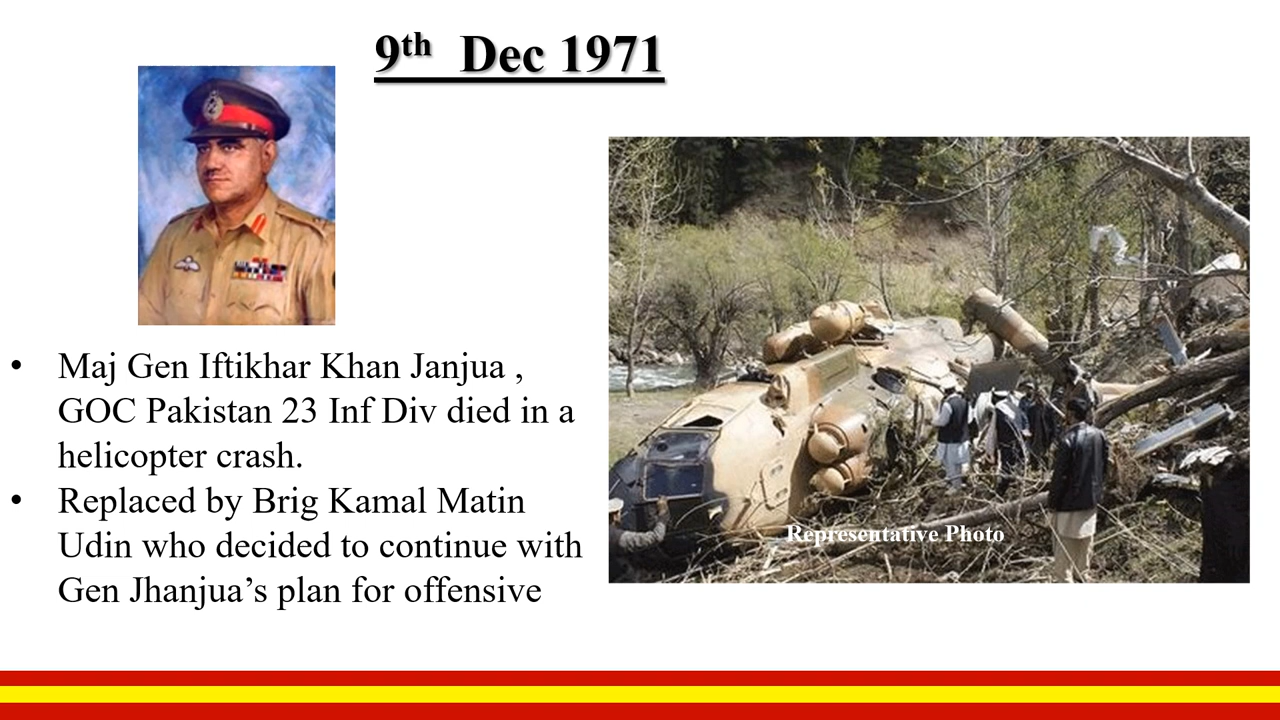 9th Dec 1971
• Maj Gen Iftikhar Khan Janjua ,
GOC Pakistan 23 Inf Div died in a
helicopter crash.
• Replaced by Brig Kamal Matin
Udin who decided to continue with
Gen Jhanjua’s plan for offensive
Representative Photo